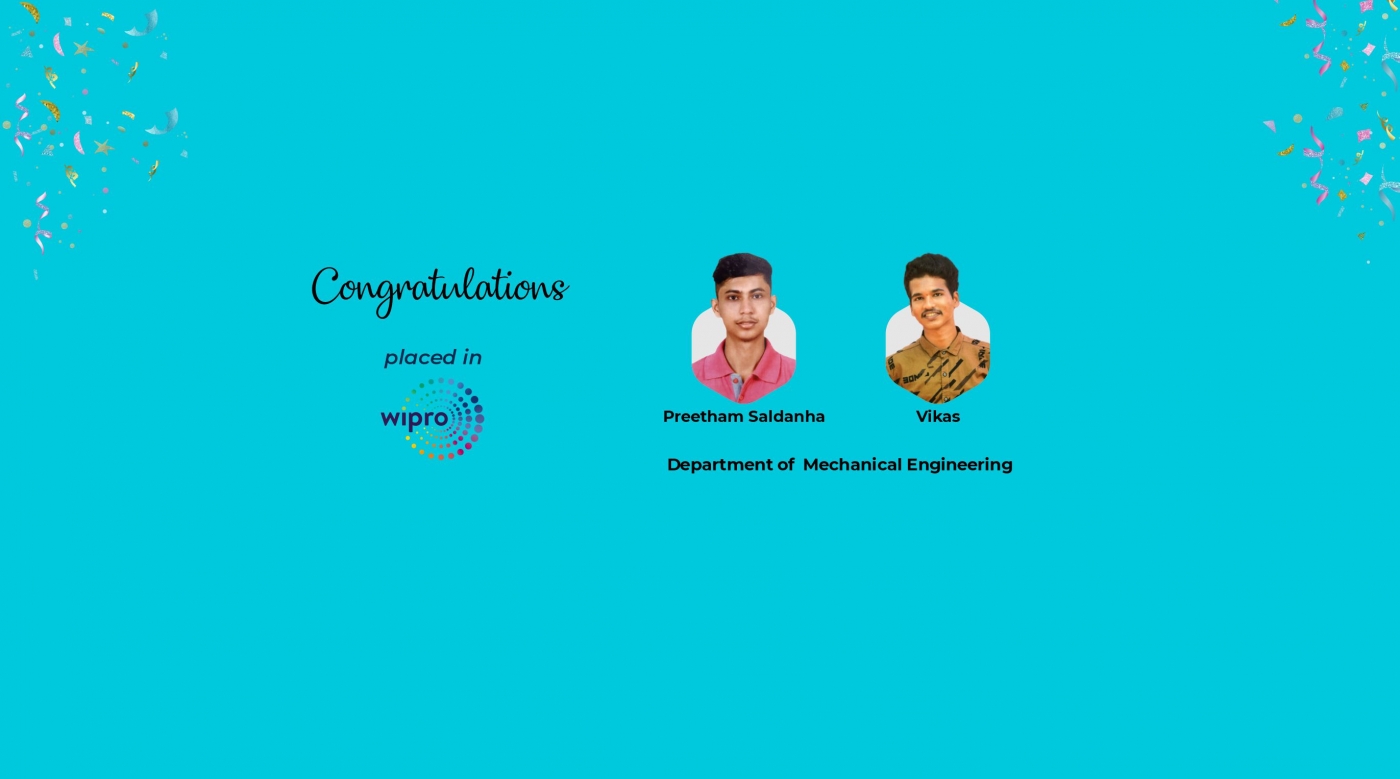 Congratulations
placed in
wipro
Preetham Saldanha
Vikas
Department of Mechanical Engineering